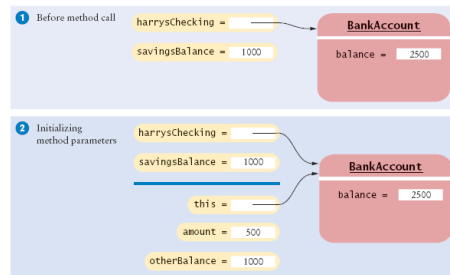 1 Before method call
harrysChecking =
savingsBalance = 1000
BankAccount
balance = 2500
2 Initializing
method parameters
harrysChecking =
savingsBalance = 1000
this =
amount = 500
otherBalance = 1000
BankAccount
balance = 2500